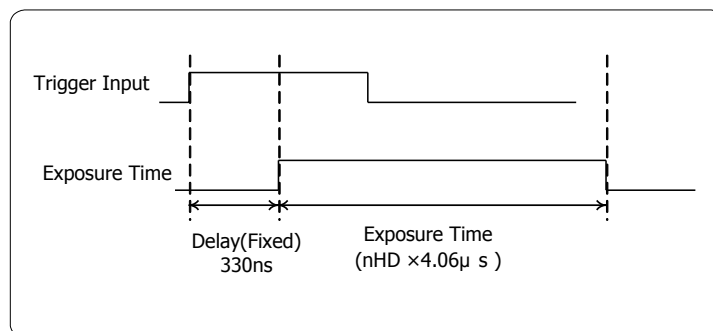 Trigger Input
Exposure Time
Delay(Fixed)
330ns
Exposure Time
(nHD ×4.06μ s )